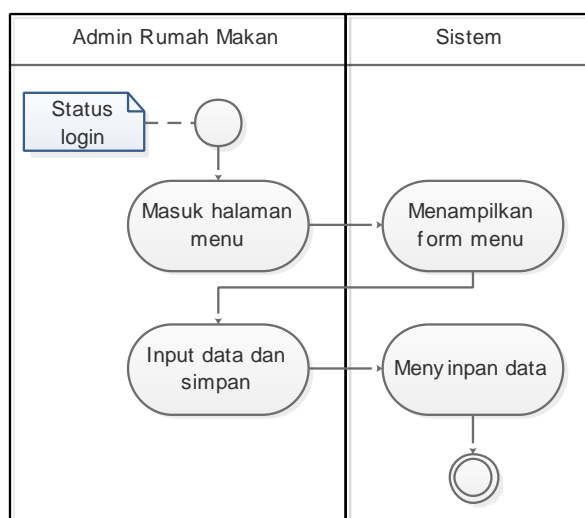 Admin Rumah Makan
Sistem
Status
login
Masuk halaman
menu
Menampilkan
form menu
Input data dan
simpan
Menyinpan data